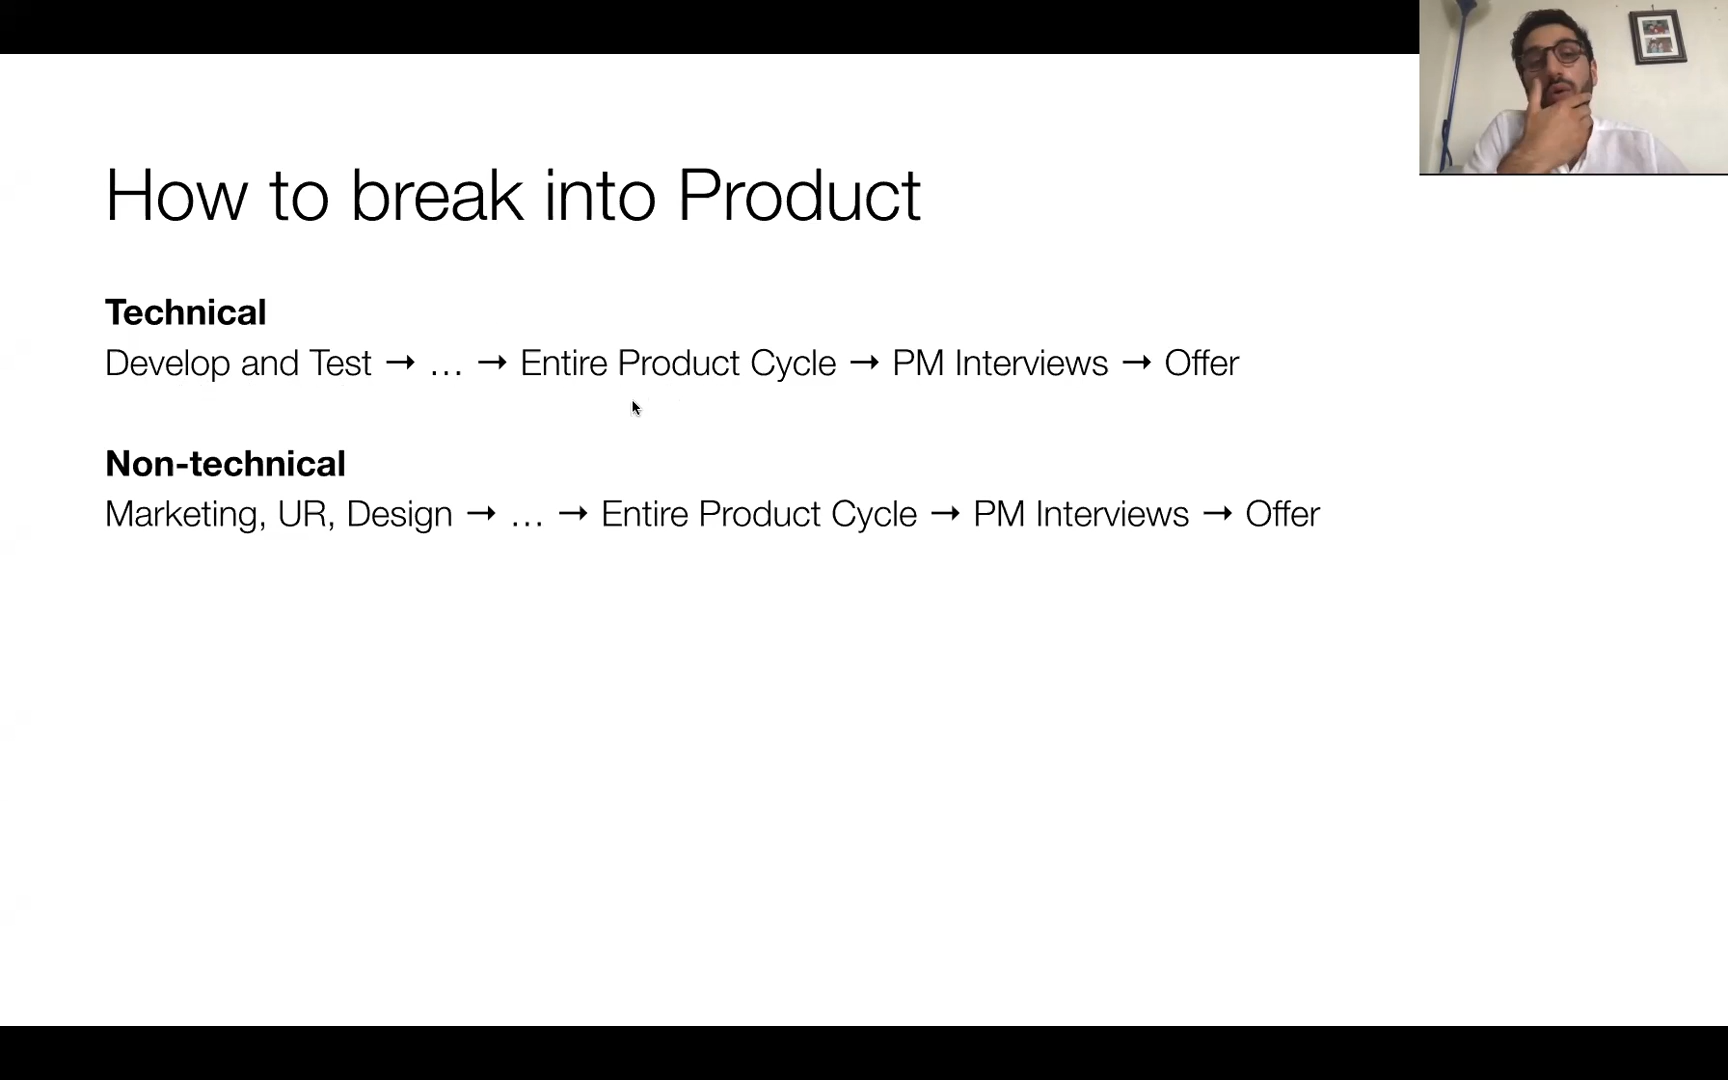 How to break into Product
Technical
Develop and Test → … → Entire Product Cycle → PM Interviews → Offer
Non-technical
Marketing, UR, Design → … → Entire Product Cycle → PM Interviews → Offer